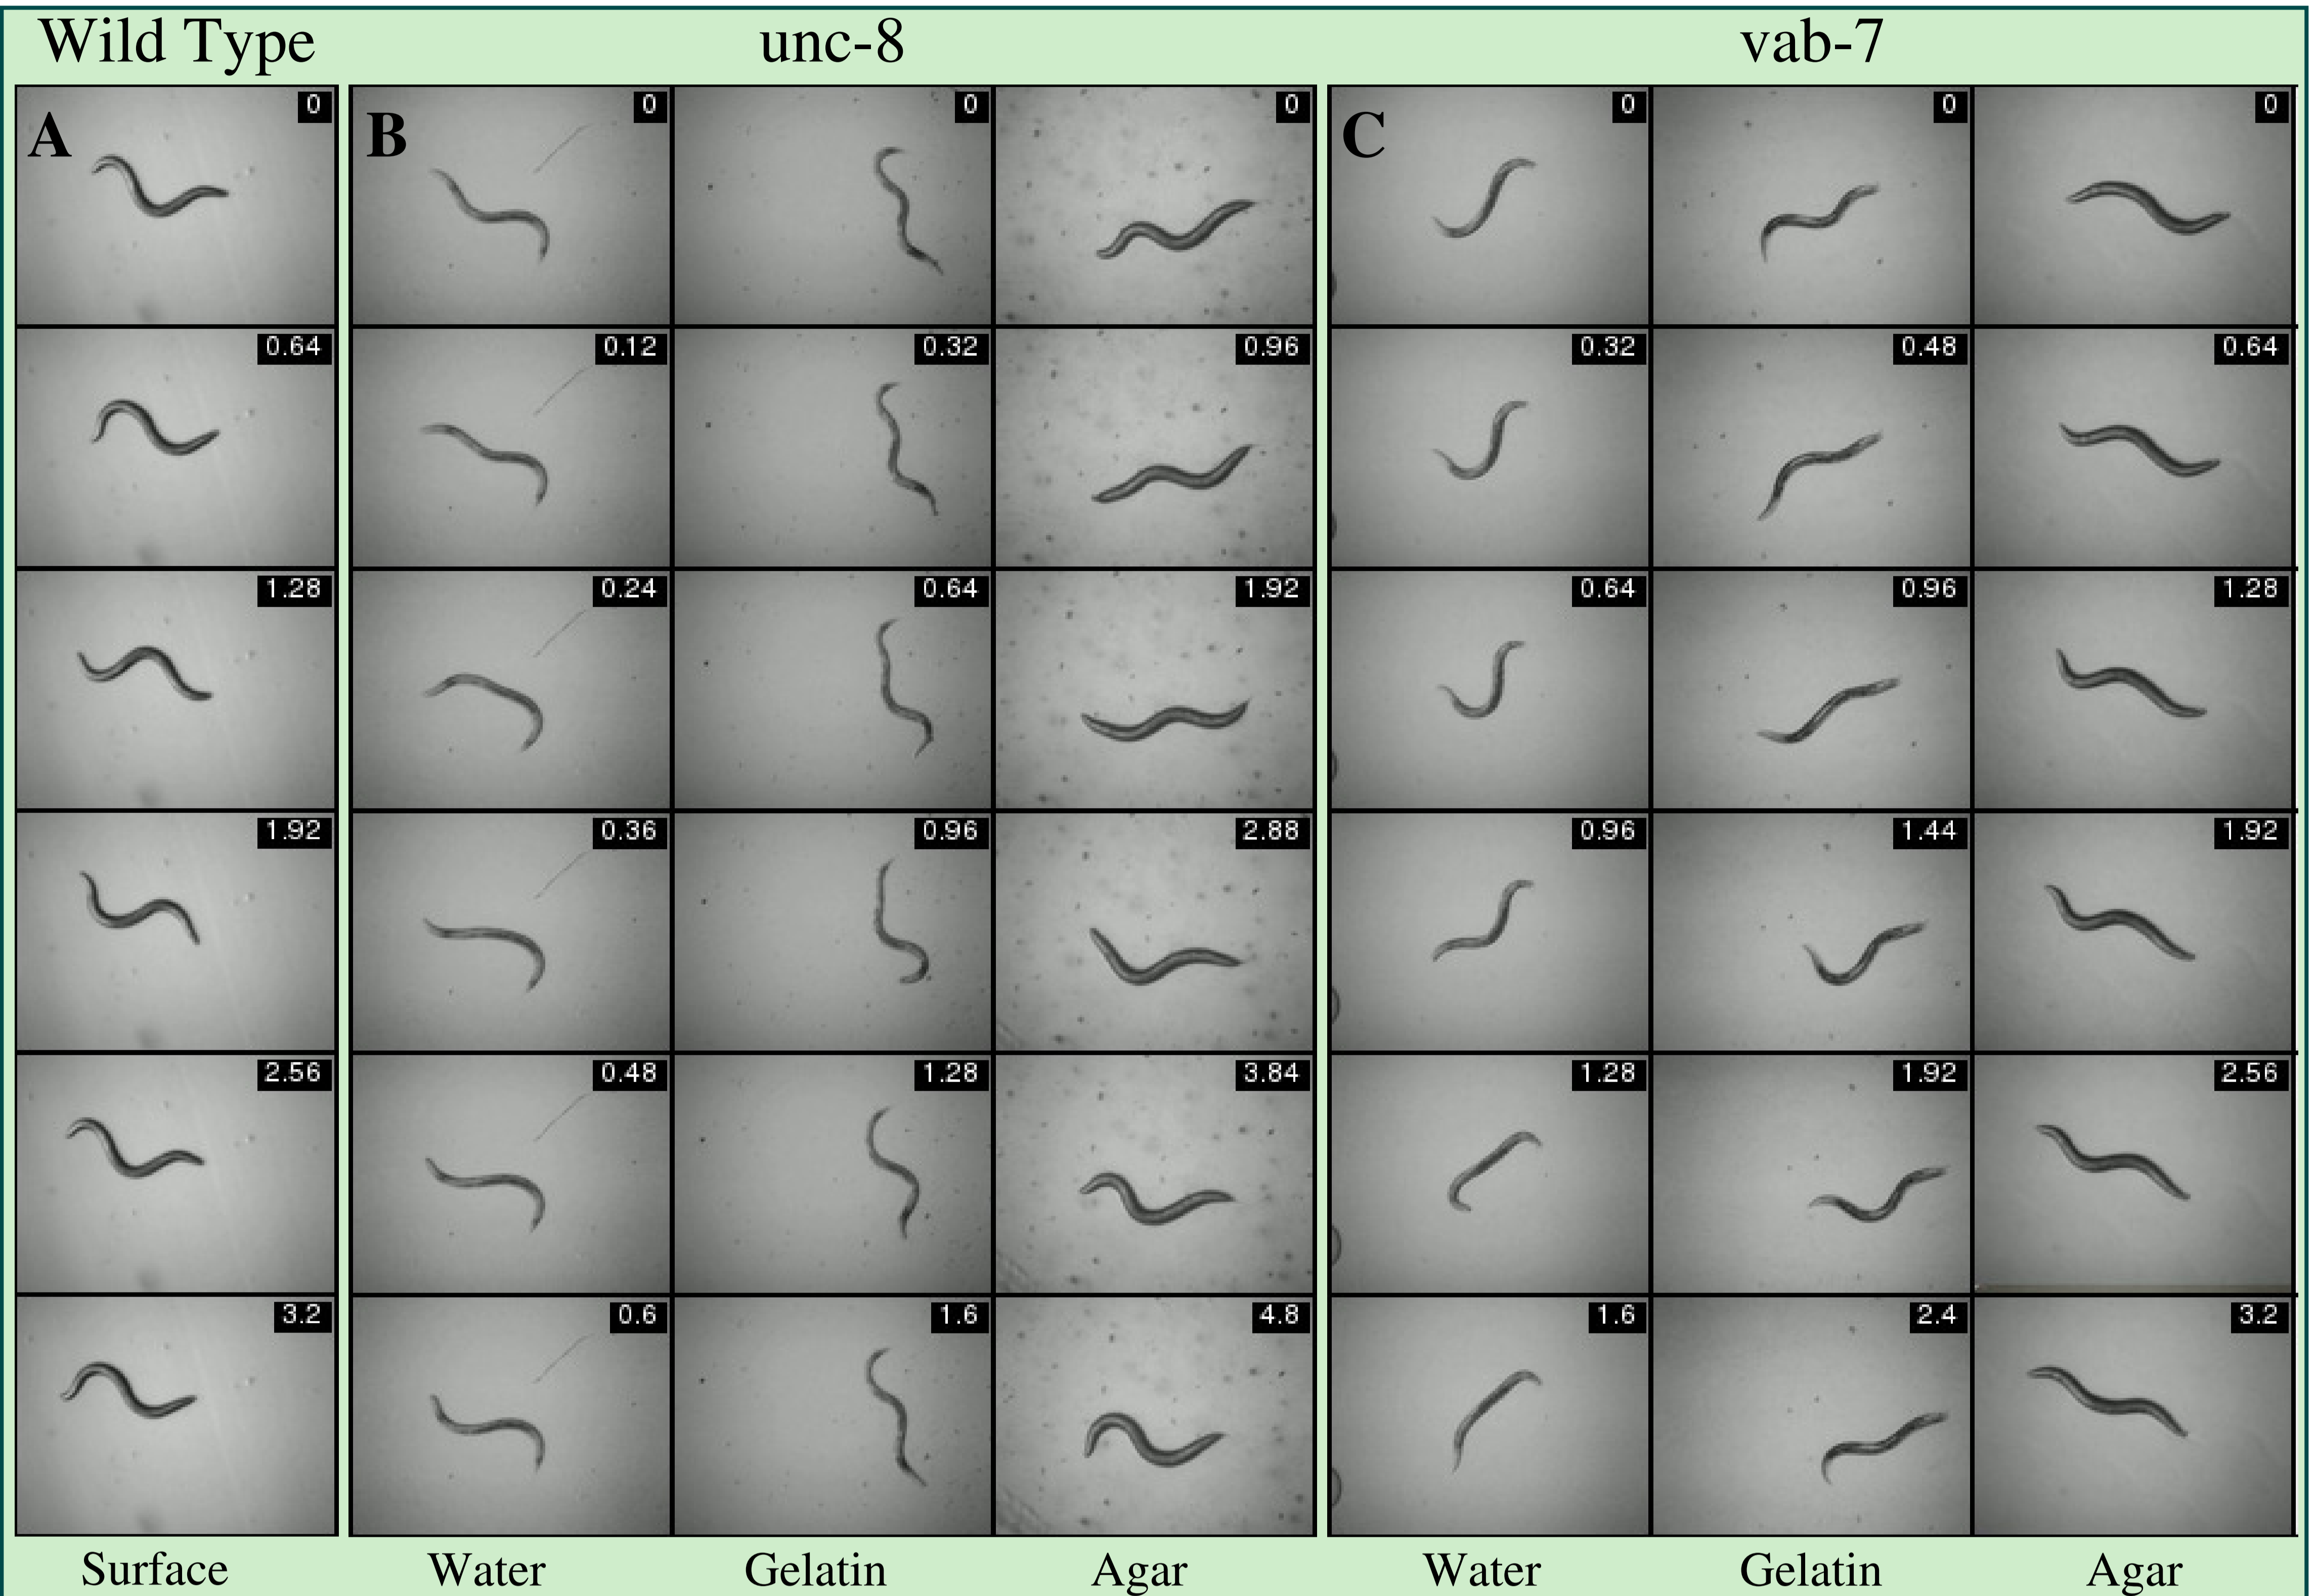 Wild Type unc-8 vab-7
A B C
0 0 0 0 0 0 0
0.64 0.12 0.32 0.96 0.32 0.48 0.64
1.28 0.24 0.64 1.92 0.64 0.96 1.28
1.92 0.36 0.96 2.88 0.96 1.44 1.92
2.56 0.48 1.28 3.84 1.28 1.92 2.56
3.2 0.6 1.6 4.8 1.6 2.4 3.2
Surface Water Gelatin Agar Water Gelatin Agar